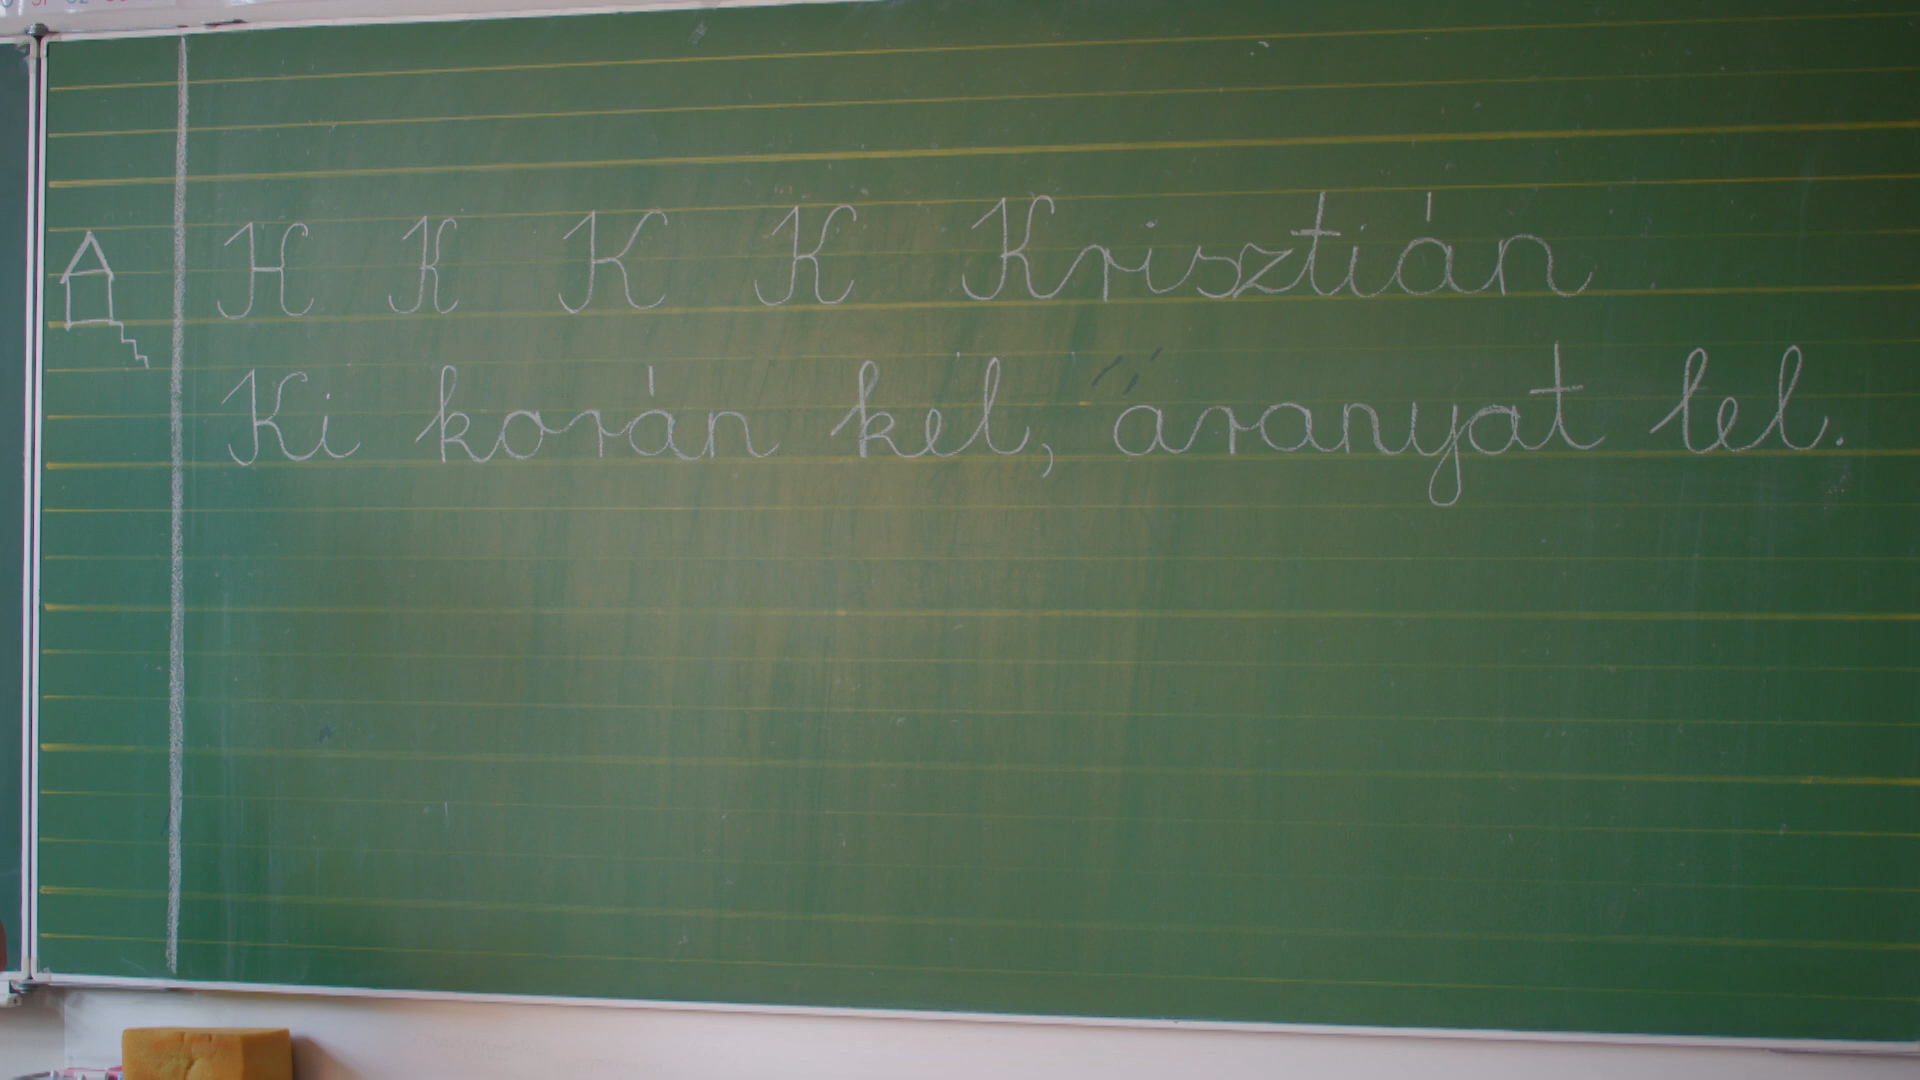 H K K K Krisztián
Ki korán kel, aranyat lel.